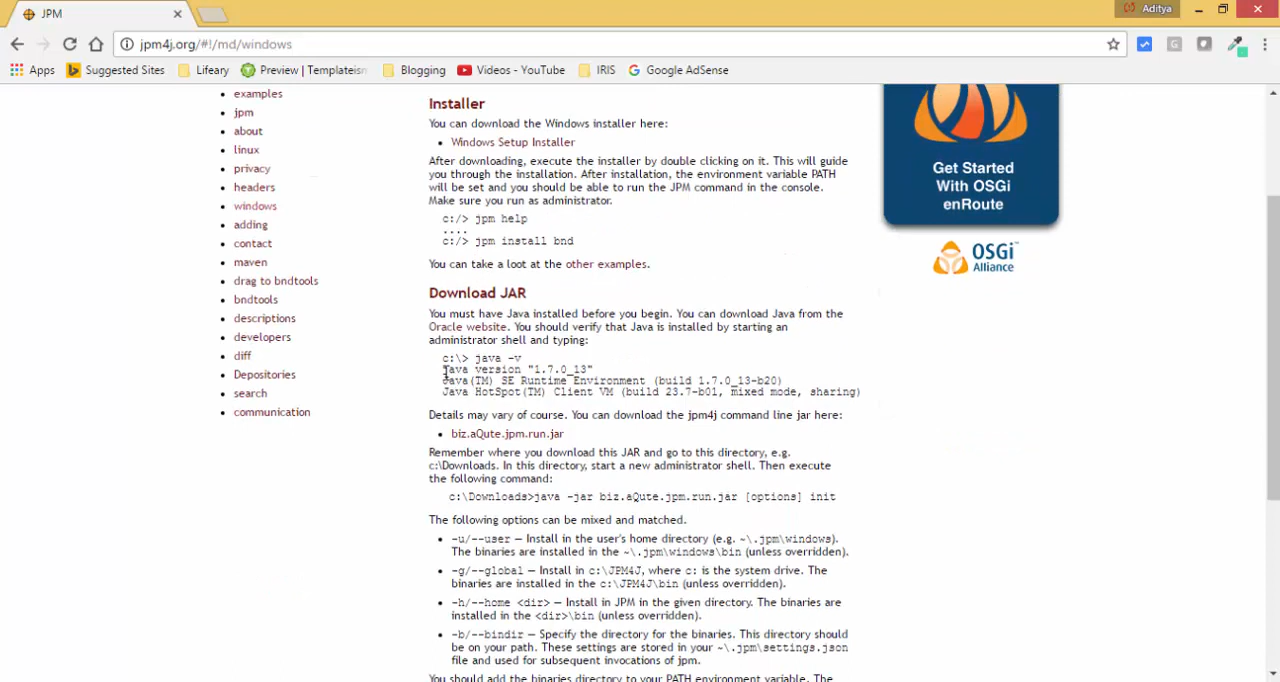 JPM
Aditya
jpm4j.org/#!/md/windows
Apps
Suggested Sites
Lifeary
Preview | Templateism
Blogging
Videos - YouTube
IRIS
Google AdSense
examples
jpm
about
linux
privacy
headers
windows
adding
contact
maven
drag to bndtools
bndtools
descriptions
developers
diff
Depositories
search
communication
Installer
You can download the Windows installer here:
Windows Setup Installer
After downloading, execute the installer by double clicking on it. This will guide
you through the installation. After installation, the environment variable PATH
will be set and you should be able to run the JPM command in the console.
Make sure you run as administrator.
c:/> jpm help
....
c:/> jpm install bnd
You can take a loot at the other examples.
Download JAR
You must have Java installed before you begin. You can download Java from the
Oracle website. You should verify that Java is installed by starting an
administrator shell and typing:
c:\> java -v
Java version "1.7.0_13"
Java(TM) SE Runtime Environment (build 1.7.0_13-b20)
Java HotSpot(TM) Client VM (build 23.7-b01, mixed mode, sharing)
Details may vary of course. You can download the jpm4j command line jar here:
biz.aQute.jpm.run.jar
Remember where you download this JAR and go to this directory, e.g.
c:\Downloads. In this directory, start a new administrator shell. Then execute
the following command:
c:\Downloads>java -jar biz.aQute.jpm.run.jar [options] init
The following options can be mixed and matched.
-u/--user — Install in the user's home directory (e.g. ~\.jpm\windows).
The binaries are installed in the ~\.jpm\windows\bin (unless overridden).
-g/--global — Install in c:\JPM4J, where c: is the system drive. The
binaries are installed in the c:\JPM4J\bin (unless overridden).
-h/--home <dir> — Install in JPM in the given directory. The binaries are
installed in the <dir>\bin (unless overridden).
-b/--bindir — Specify the directory for the binaries. This directory should
be on your path. These settings are stored in your ~\.jpm\settings.json
file and used for subsequent invocations of jpm.
You should add the binaries directory to your PATH environment variable. The
Get Started
With OSGi
enRoute
OSGi™
Alliance